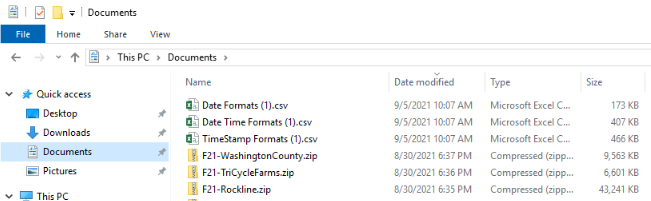 Documents
File Home Share View
This PC > Documents >
Name Date modified Type Size
Quick access
Desktop
Downloads
Documents
Pictures
This PC
Date Formats (1).csv 9/5/2021 10:07 AM Microsoft Excel C... 173 KB
Date Time Formats (1).csv 9/5/2021 10:07 AM Microsoft Excel C... 407 KB
TimeStamp Formats (1).csv 9/5/2021 10:07 AM Microsoft Excel C... 466 KB
F21-WashingtonCounty.zip 8/30/2021 6:37 PM Compressed (zipp... 9,563 KB
F21-TriCycleFarms.zip 8/30/2021 6:36 PM Compressed (zipp... 6,601 KB
F21-Rockline.zip 8/30/2021 6:35 PM Compressed (zipp... 43,241 KB